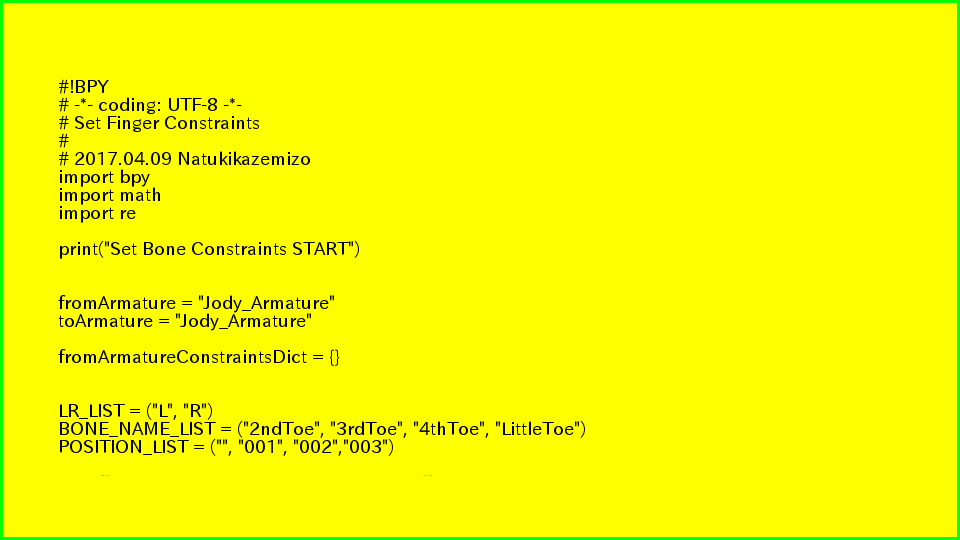 #!BPY
# -*- coding: UTF-8 -*-
# Set Finger Constraints
#
# 2017.04.09 Natukikazemizo
import bpy
import math
import re
print("Set Bone Constraints START")
fromArmature = "Jody_Armature"
toArmature = "Jody_Armature"
fromArmatureConstraintsDict = {}
LR_LIST = ("L", "R")
BONE_NAME_LIST = ("2ndToe", "3rdToe", "4thToe", "LittleToe")
POSITION_LIST = ("", "001", "002","003")